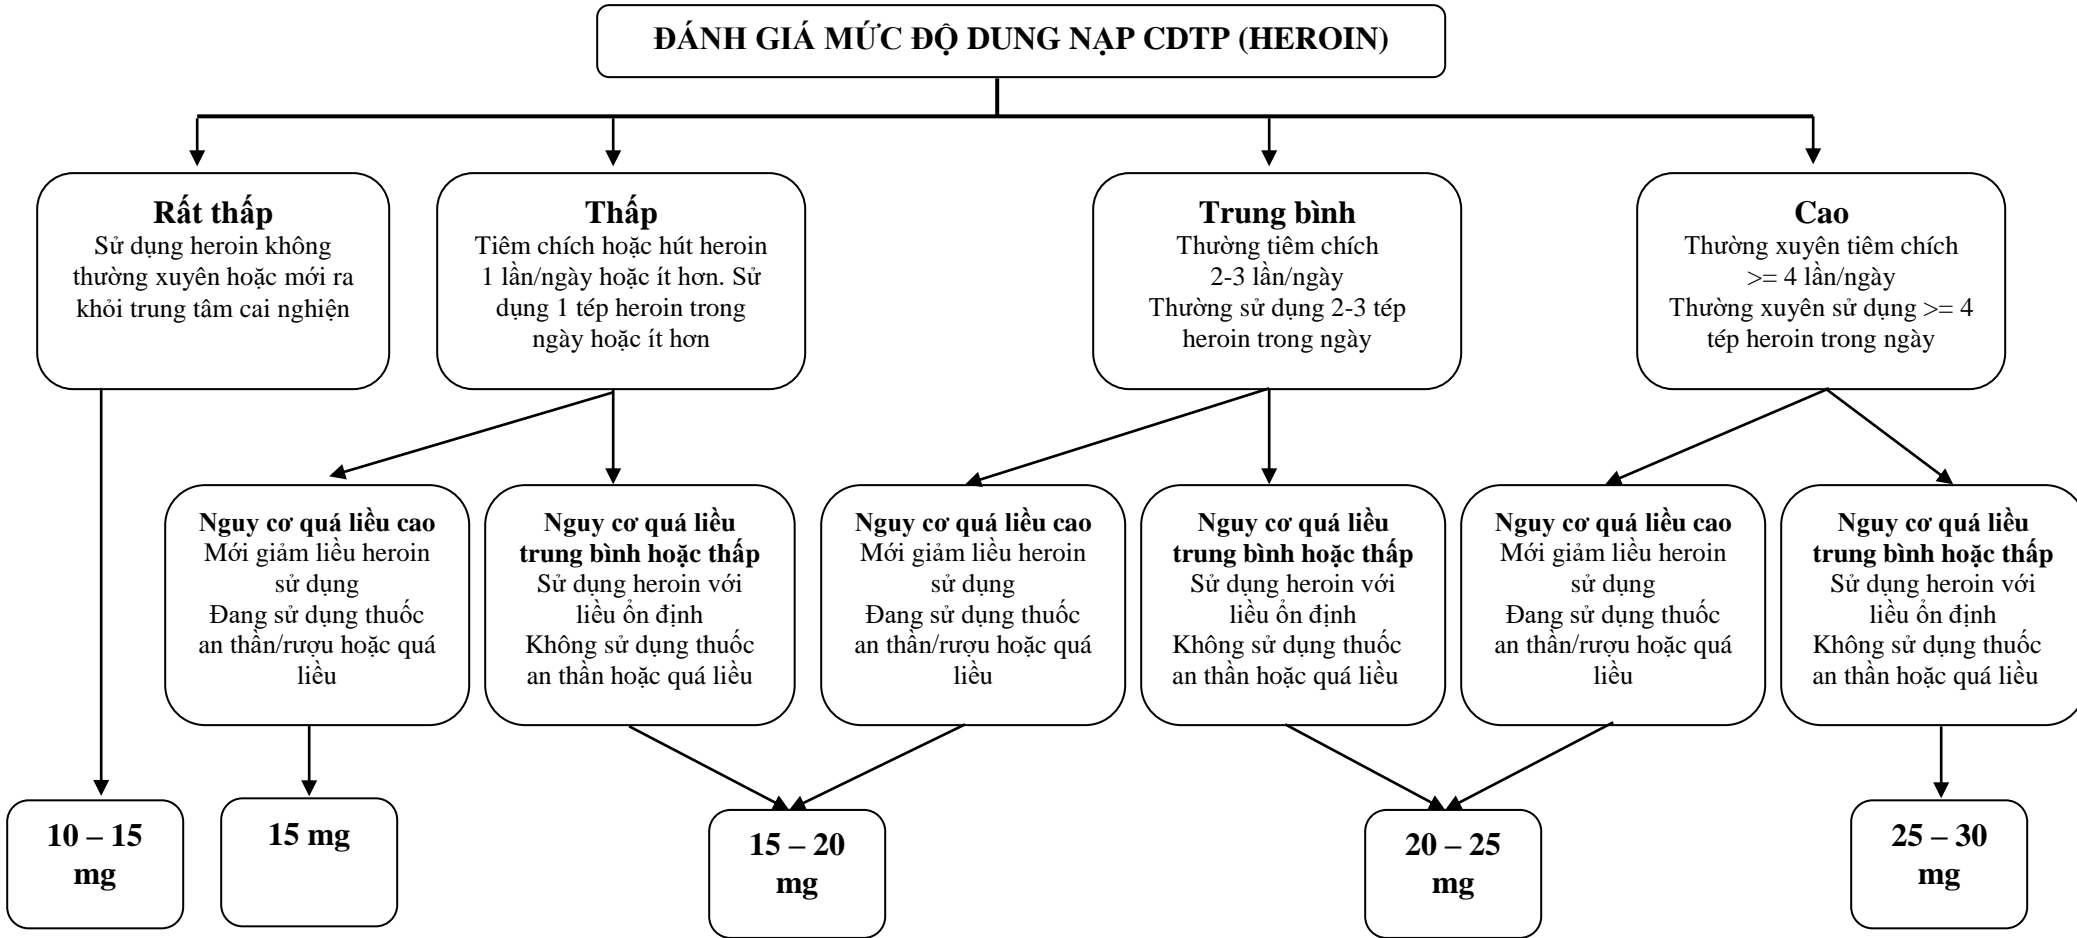 ĐÁNH GIÁ MỨC ĐỘ DUNG NẠP CDTP (HEROIN)
Rất thấp
Sử dụng heroin không
thường xuyên hoặc mới ra
khỏi trung tâm cai nghiện
Thấp
Tiêm chích hoặc hút heroin
1 lần/ngày hoặc ít hơn. Sử
dụng 1 tép heroin trong
ngày hoặc ít hơn
Trung bình
Thường tiêm chích
2-3 lần/ngày
Thường sử dụng 2-3 tép
heroin trong ngày
Cao
Thường xuyên tiêm chích
>= 4 lần/ngày
Thường xuyên sử dụng >= 4
tép heroin trong ngày
Nguy cơ quá liều cao
Mới giảm liều heroin
sử dụng
Đang sử dụng thuốc
an thần/rượu hoặc quá
liều
Nguy cơ quá liều
trung bình hoặc thấp
Sử dụng heroin với
liều ổn định
Không sử dụng thuốc
an thần hoặc quá liều
Nguy cơ quá liều cao
Mới giảm liều heroin
sử dụng
Đang sử dụng thuốc
an thần/rượu hoặc quá
liều
Nguy cơ quá liều
trung bình hoặc thấp
Sử dụng heroin với
liều ổn định
Không sử dụng thuốc
an thần hoặc quá liều
Nguy cơ quá liều cao
Mới giảm liều heroin
sử dụng
Đang sử dụng thuốc
an thần/rượu hoặc quá
liều
Nguy cơ quá liều
trung bình hoặc thấp
Sử dụng heroin với
liều ổn định
Không sử dụng thuốc
an thần hoặc quá liều
10 – 15
mg
15 mg
15 – 20
mg
20 – 25
mg
25 – 30
mg